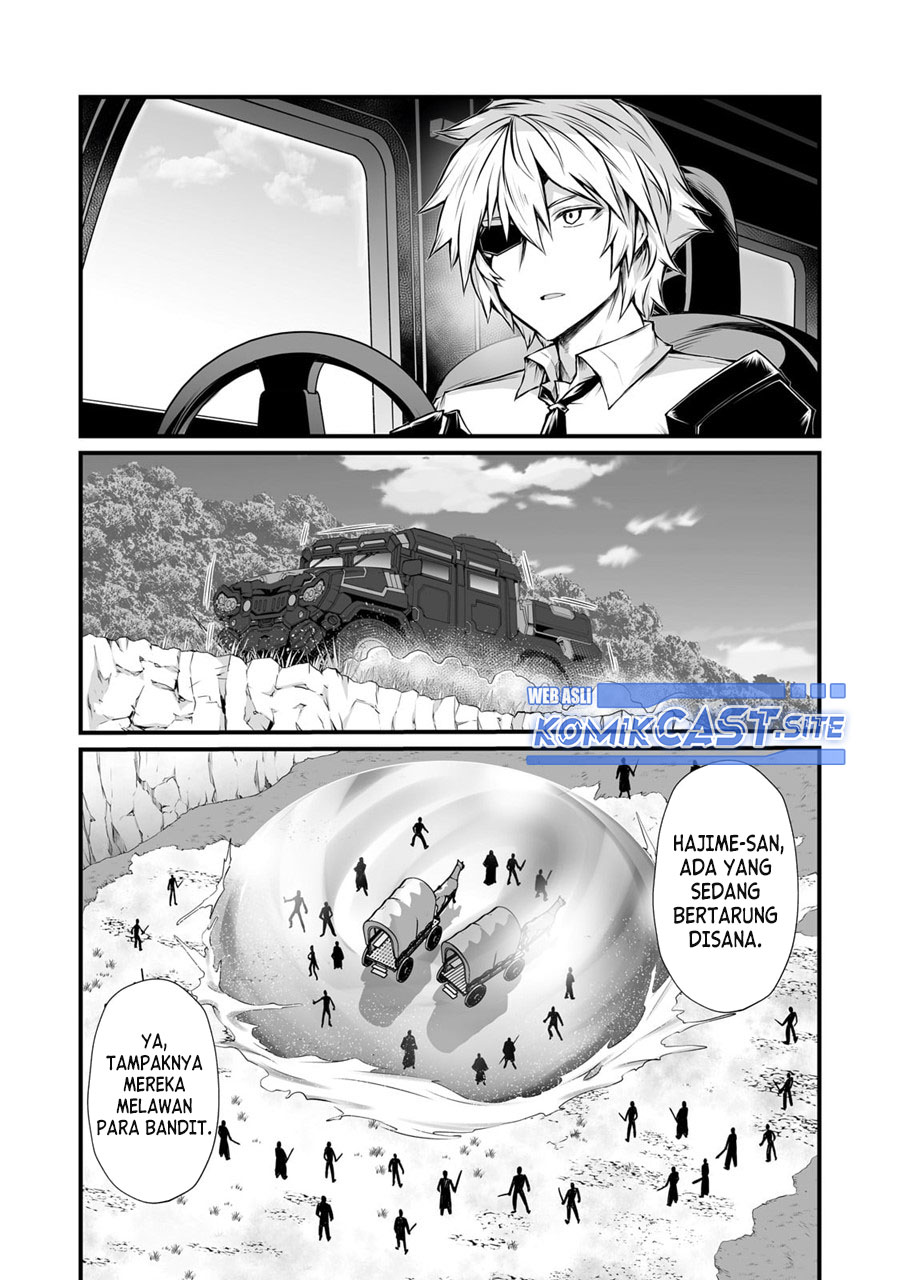 WEB ASLI
KOMIKCAST.SITE
HAJIME-SAN,
ADA YANG
SEDANG
BERTARUNG
DISANA.
YA,
TAMPAKNYA
MEREKA
MELAWAN
PARA BANDIT.